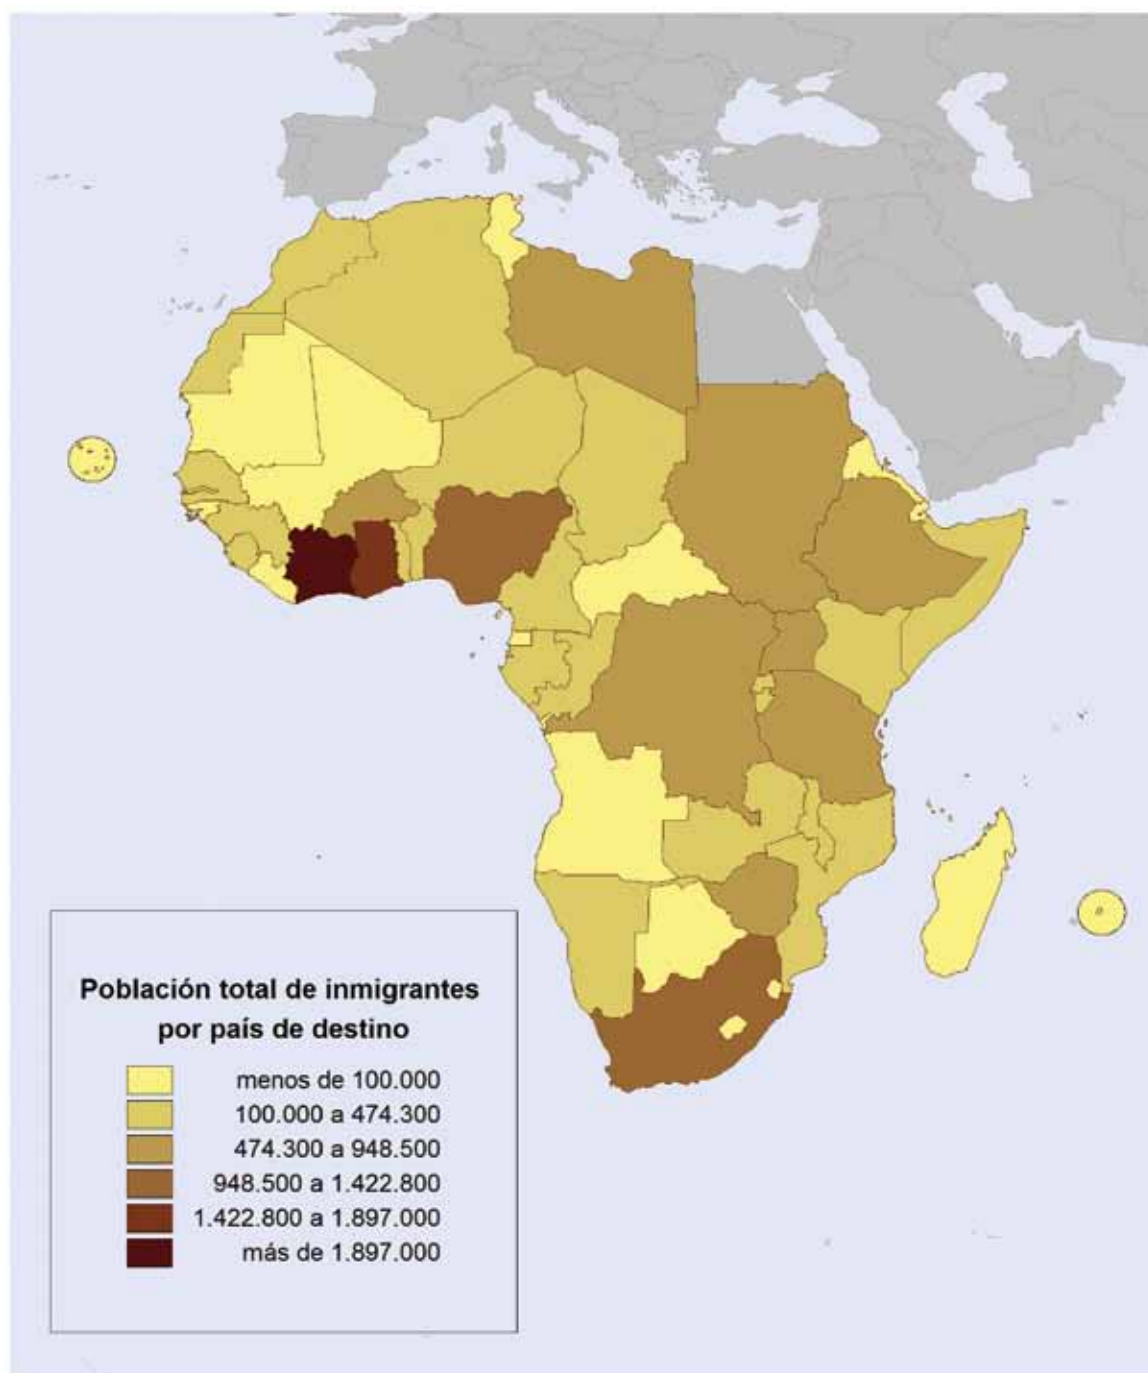 Población total de inmigrantes
por país de destino
menos de 100.000
100.000 a 474.300
474.300 a 948.500
948.500 a 1.422.800
1.422.800 a 1.897.000
más de 1.897.000